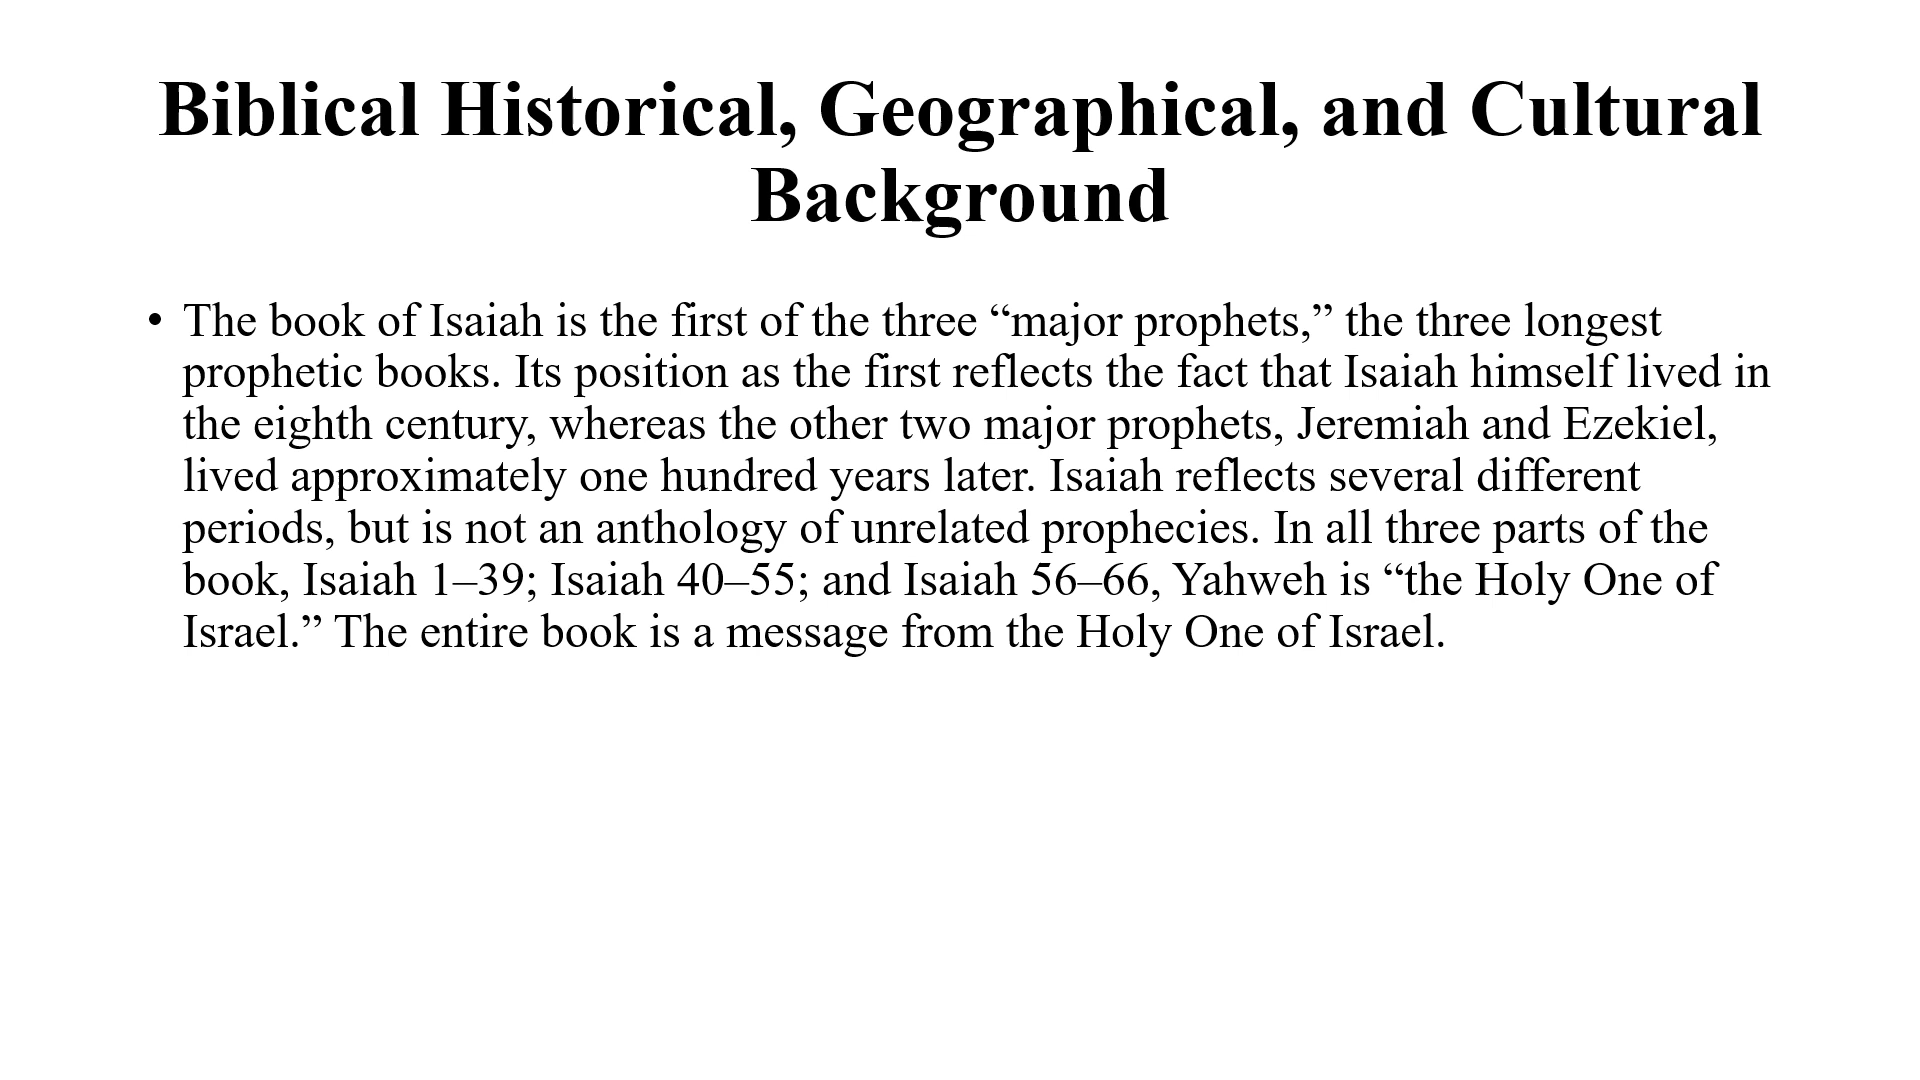 Biblical Historical, Geographical, and Cultural
Background
• The book of Isaiah is the first of the three “major prophets,” the three longest
prophetic books. Its position as the first reflects the fact that Isaiah himself lived in
the eighth century, whereas the other two major prophets, Jeremiah and Ezekiel,
lived approximately one hundred years later. Isaiah reflects several different
periods, but is not an anthology of unrelated prophecies. In all three parts of the
book, Isaiah 1–39; Isaiah 40–55; and Isaiah 56–66, Yahweh is “the Holy One of
Israel.” The entire book is a message from the Holy One of Israel.